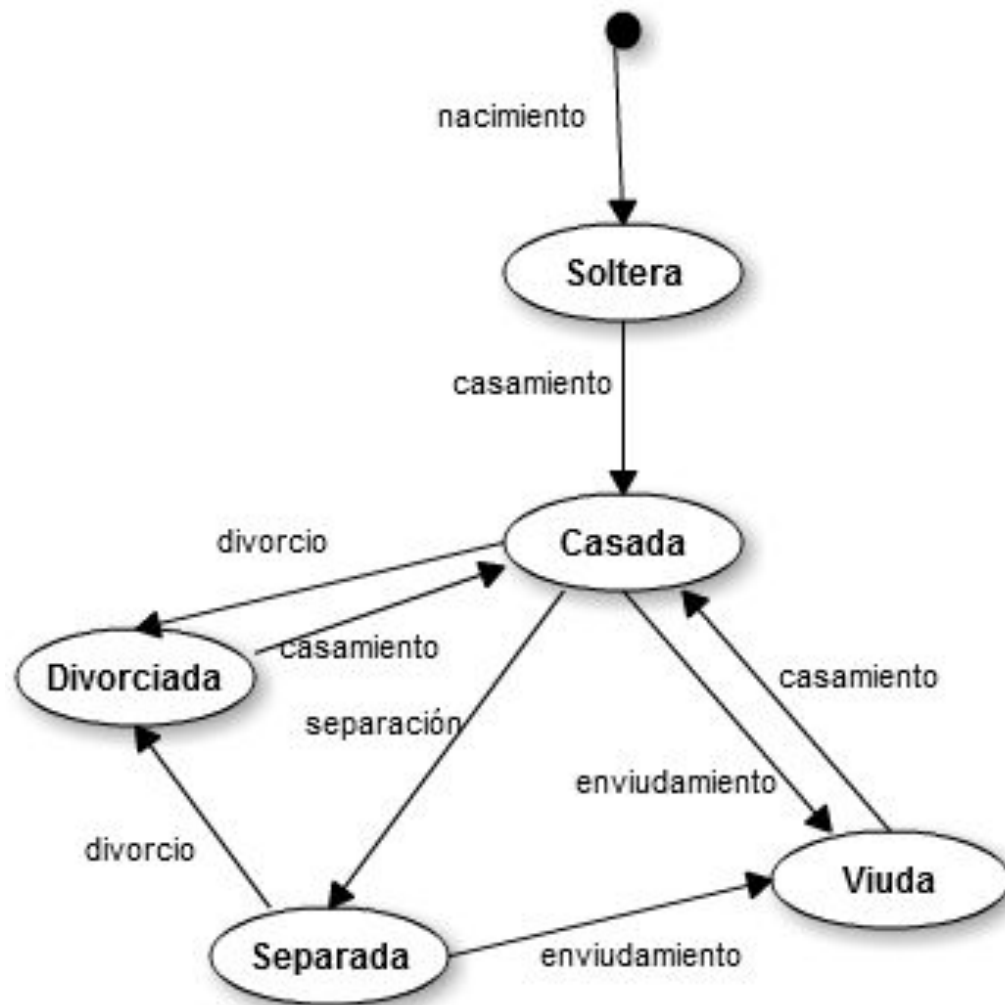 nacimiento
Soltera
casamiento
Casada
divorcio
casamiento
Divorciada
casamiento
separación
enviudamiento
divorcio
Viuda
Separada
enviudamiento